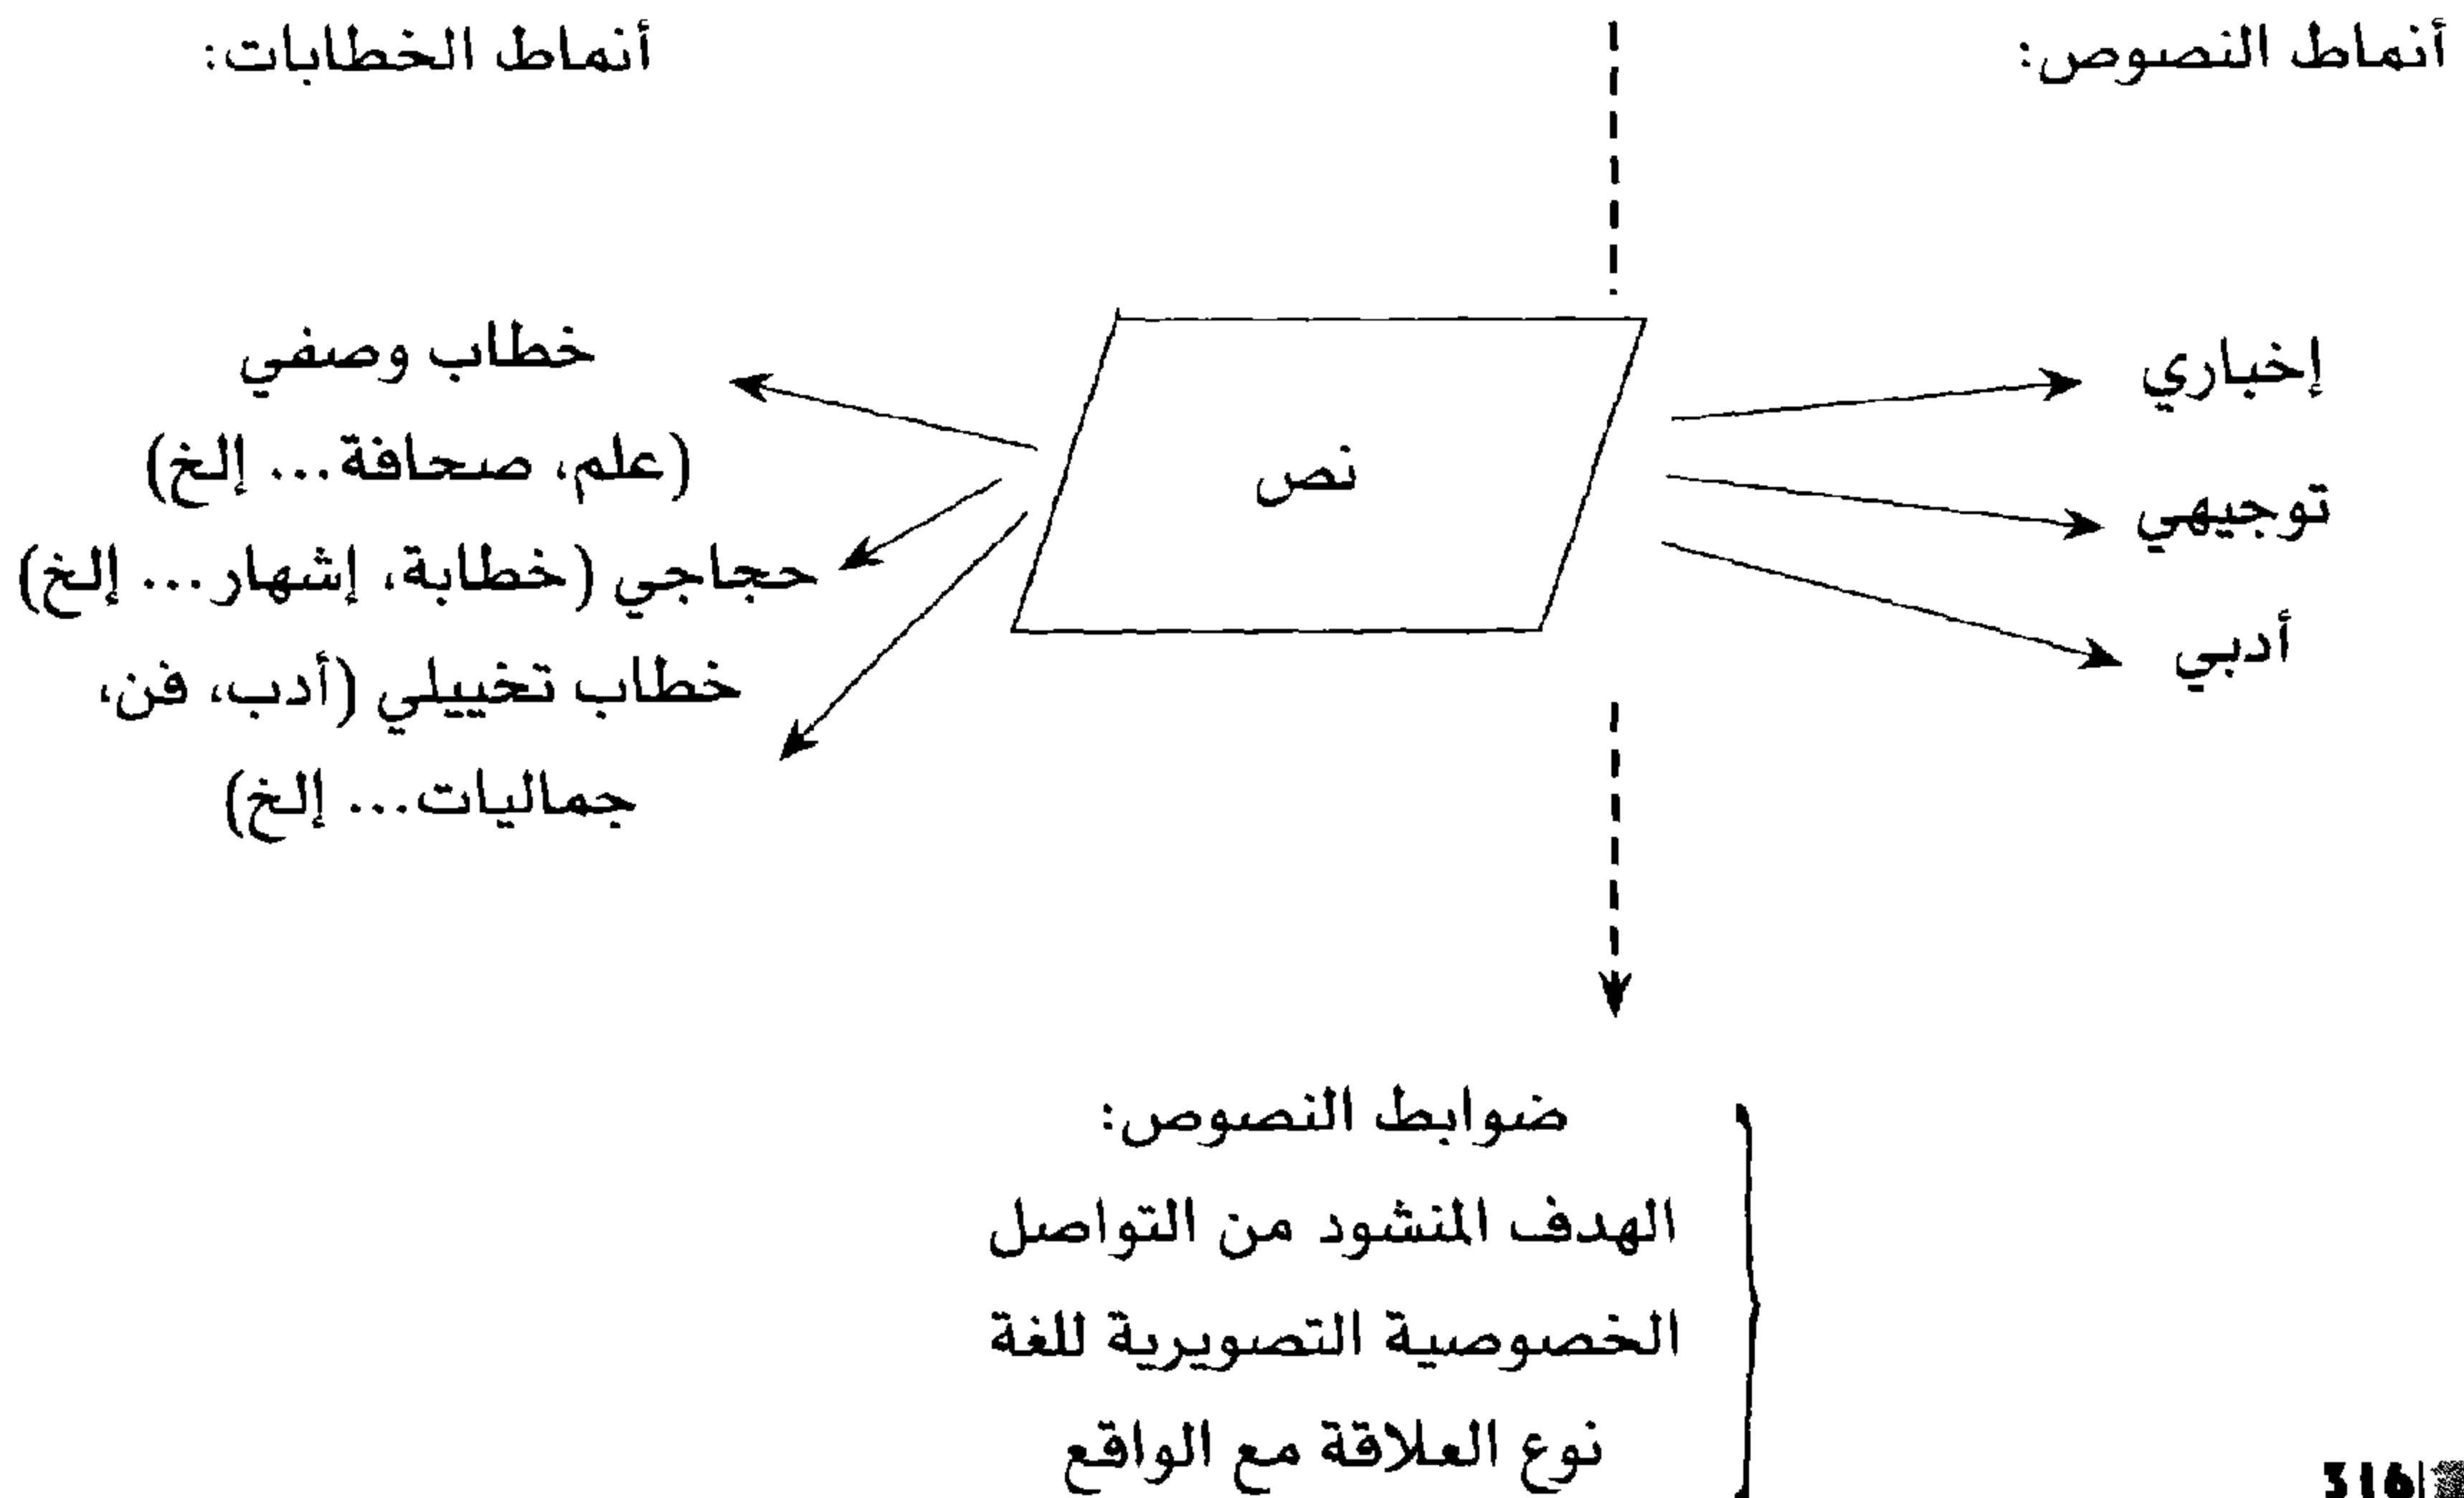 أنماط النصوص:
أنماط الخطابات:
إخباري
توجيهي
أدبي
نص
خطاب وصفي
(علم، صحافة... إلخ)
حجاجي (خطابة، إشهار... إلخ)
خطاب تخييلي (أدب، فن،
جماليات... إلخ)
ضوابط النصوص:
الهدف المنشود من التواصل
الخصوصية التصويرية للغة
نوع العلاقة مع الواقع
316